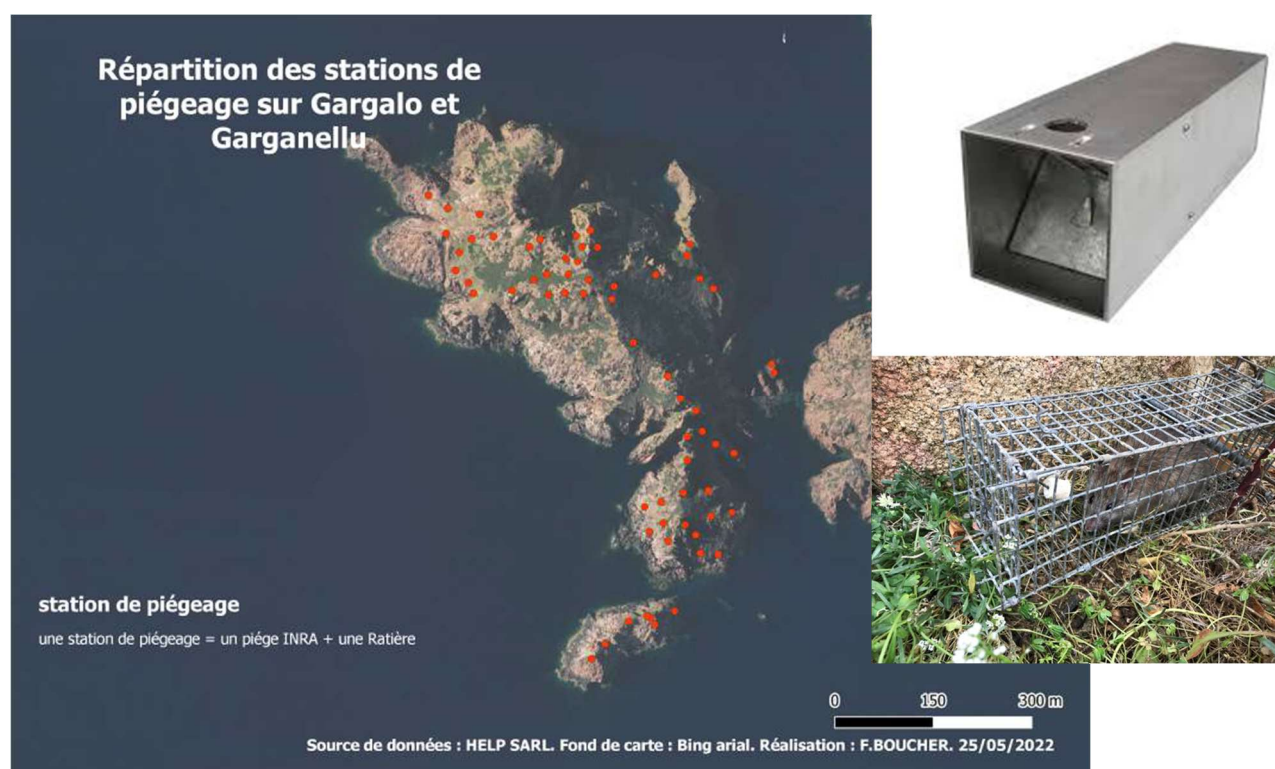 Répartition des stations de
piégeage sur Gargalo et
Garganellu
station de piégeage
une station de piégeage = un piége INRA + une Ratière
0 150 300 m
Source de données : HELP SARL. Fond de carte : Bing arial. Réalisation : F.BOUCHER. 25/05/2022